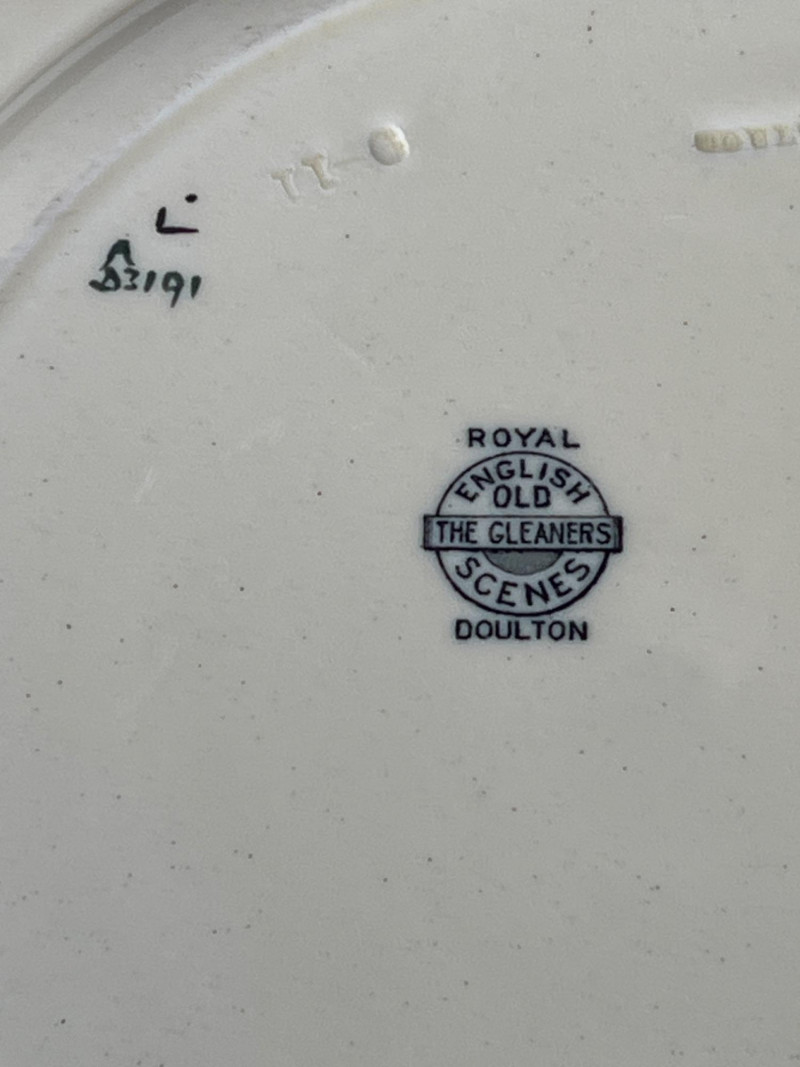 L
D3191
ROYAL
ENGLISH
OLD
THE GLEANERS
SCENES
DOULTON